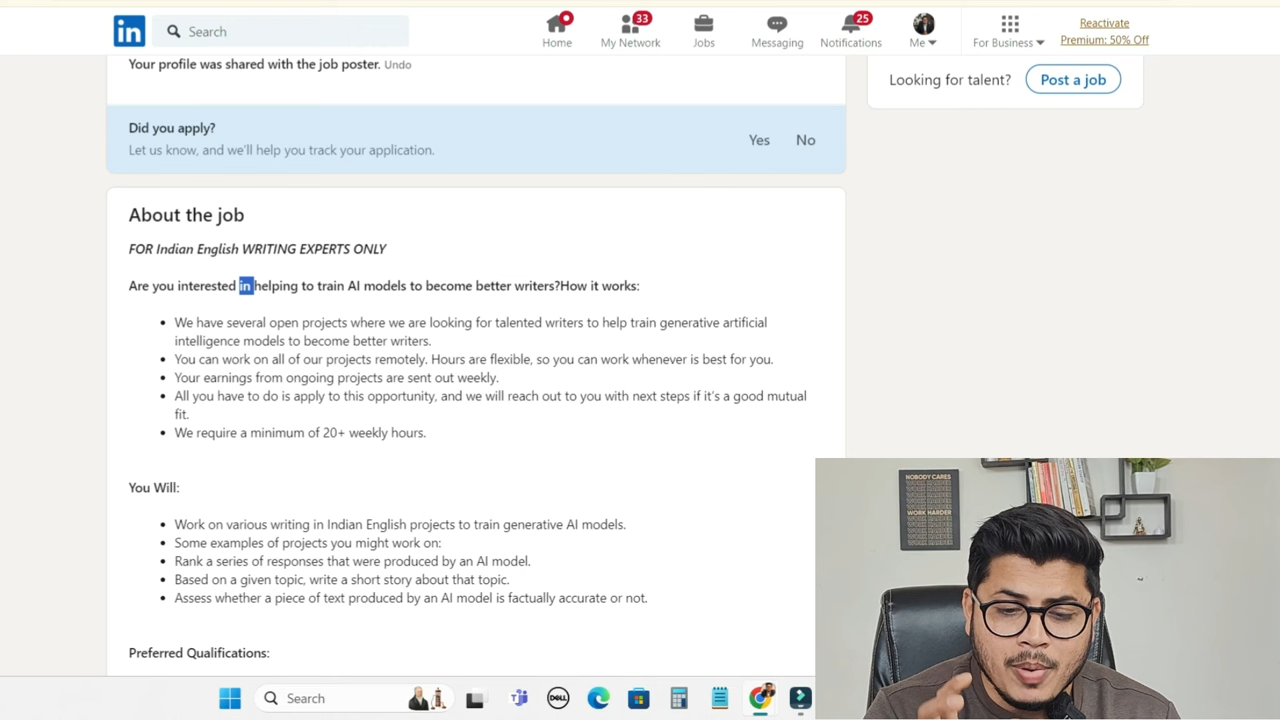 in
Search
33
25
Home
My Network
Jobs
Messaging
Notifications
Me
For Business
Reactivate
Premium: 50% Off
Your profile was shared with the job poster. Undo
Looking for talent?
Post a job
Did you apply?
Let us know, and we'll help you track your application.
Yes
No
About the job
FOR Indian English WRITING EXPERTS ONLY
Are you interested in helping to train AI models to become better writers?How it works:
• We have several open projects where we are looking for talented writers to help train generative artificial
intelligence models to become better writers.
• You can work on all of our projects remotely. Hours are flexible, so you can work whenever is best for you.
• Your earnings from ongoing projects are sent out weekly.
• All you have to do is apply to this opportunity, and we will reach out to you with next steps if it's a good mutual
fit.
• We require a minimum of 20+ weekly hours.
You Will:
• Work on various writing in Indian English projects to train generative AI models.
• Some examples of projects you might work on:
• Rank a series of responses that were produced by an AI model.
• Based on a given topic, write a short story about that topic.
• Assess whether a piece of text produced by an AI model is factually accurate or not.
Preferred Qualifications:
NOBODY CARES
WORK HARDER
WORK HARDER
WORK HARDER
WORK HARDER
Search
DELL